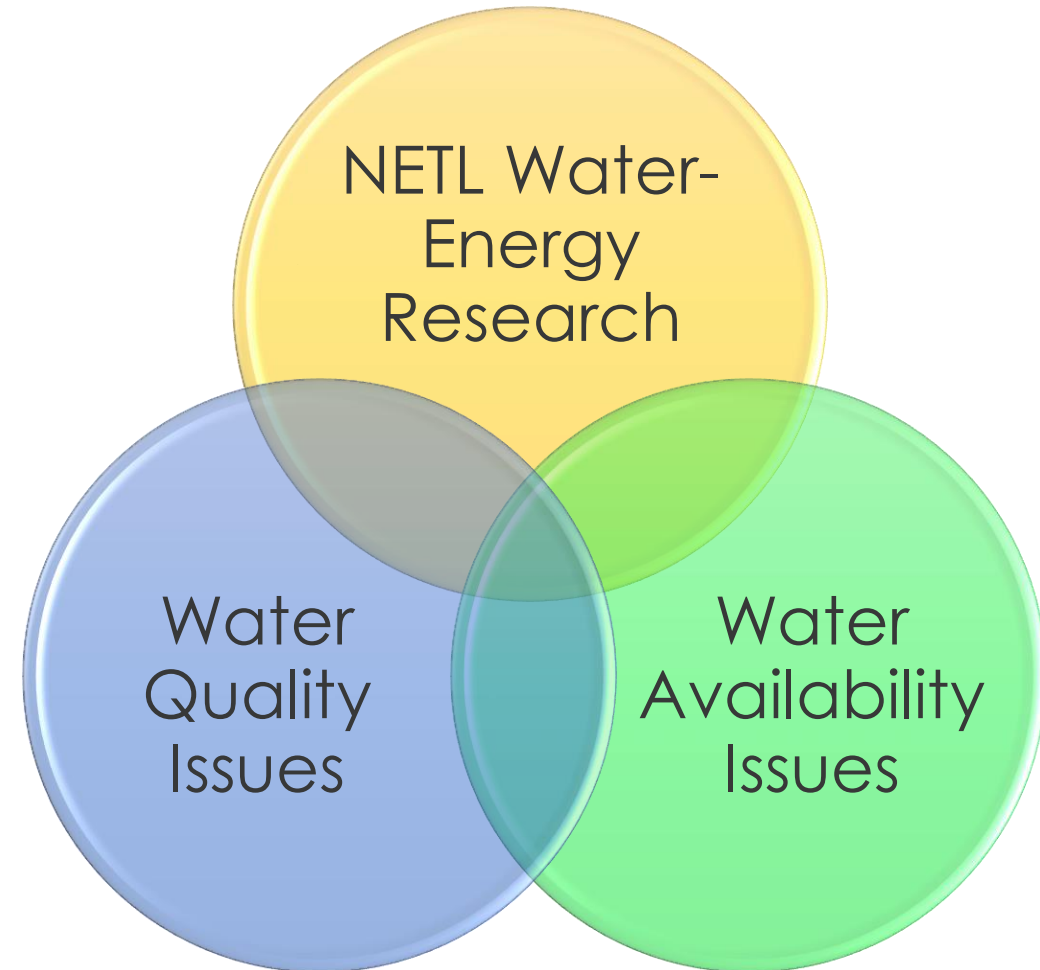 NETL Water-
Energy
Research
Water
Quality
Issues
Water
Availability
Issues